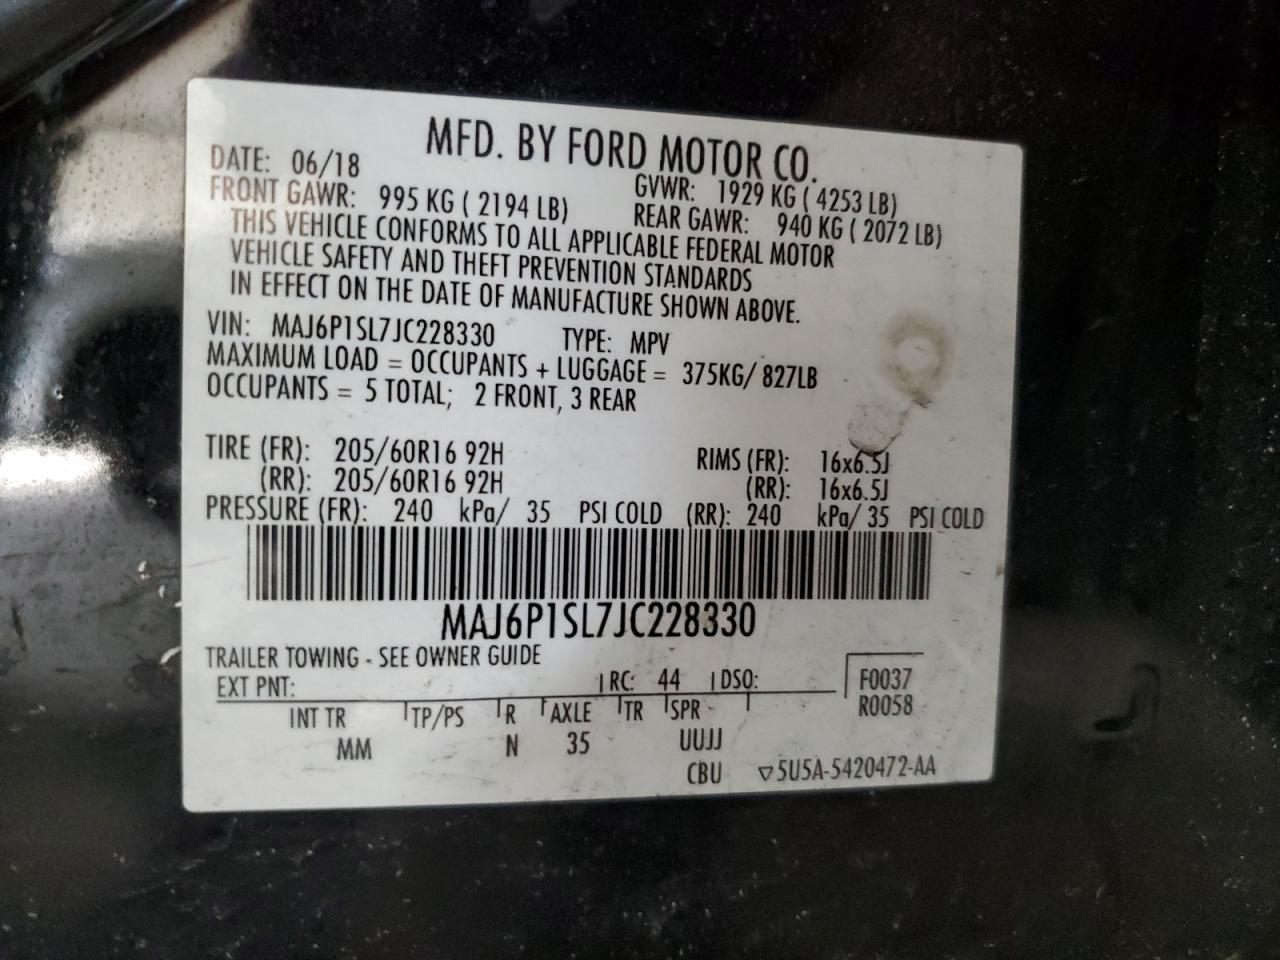 MFD. BY FORD MOTOR CO.
DATE: 06/18 GVWR: 1929 KG ( 4253 LB)
FRONT GAWR: 995 KG ( 2194 LB) REAR GAWR: 940 KG ( 2072 LB)
THIS VEHICLE CONFORMS TO ALL APPLICABLE FEDERAL MOTOR
VEHICLE SAFETY AND THEFT PREVENTION STANDARDS
IN EFFECT ON THE DATE OF MANUFACTURE SHOWN ABOVE.
VIN: MAJ6P1SL7JC228330 TYPE: MPV
MAXIMUM LOAD = OCCUPANTS + LUGGAGE = 375KG/ 827LB
OCCUPANTS = 5 TOTAL; 2 FRONT, 3 REAR
TIRE (FR): 205/60R16 92H RIMS (FR): 16x6.5J
(RR): 205/60R16 92H (RR): 16x6.5J
PRESSURE (FR): 240 kPa/ 35 PSI COLD (RR): 240 kPa/ 35 PSI COLD
MAJ6P1SL7JC228330
TRAILER TOWING - SEE OWNER GUIDE
EXT PNT: RC: 44 DSO: F0037
R0058
INT TR TP/PS R AXLE TR SPR
MM N 35 UUJJ
CBU ▽5U5A-5420472-AA